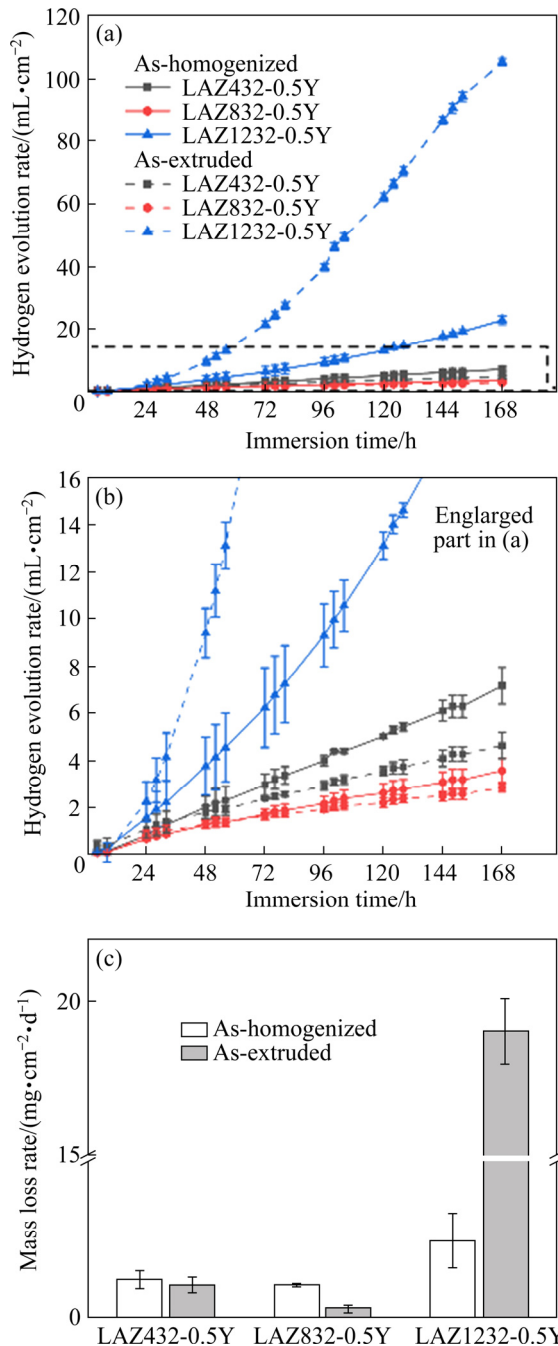 (a)
120
100
80
60
40
20
0
Hydrogen evolution rate/(mL•cm⁻²)
As-homogenized
LAZ432-0.5Y
LAZ832-0.5Y
LAZ1232-0.5Y
As-extruded
LAZ432-0.5Y
LAZ832-0.5Y
LAZ1232-0.5Y
24 48 72 96 120 144 168
Immersion time/h
(b)
16
14
12
10
8
6
4
2
0
Hydrogen evolution rate/(mL•cm⁻²)
Englarged
part in (a)
24 48 72 96 120 144 168
Immersion time/h
(c)
20
15
0
Mass loss rate/(mg•cm⁻²•d⁻¹)
As-homogenized
As-extruded
LAZ432-0.5Y LAZ832-0.5Y LAZ1232-0.5Y